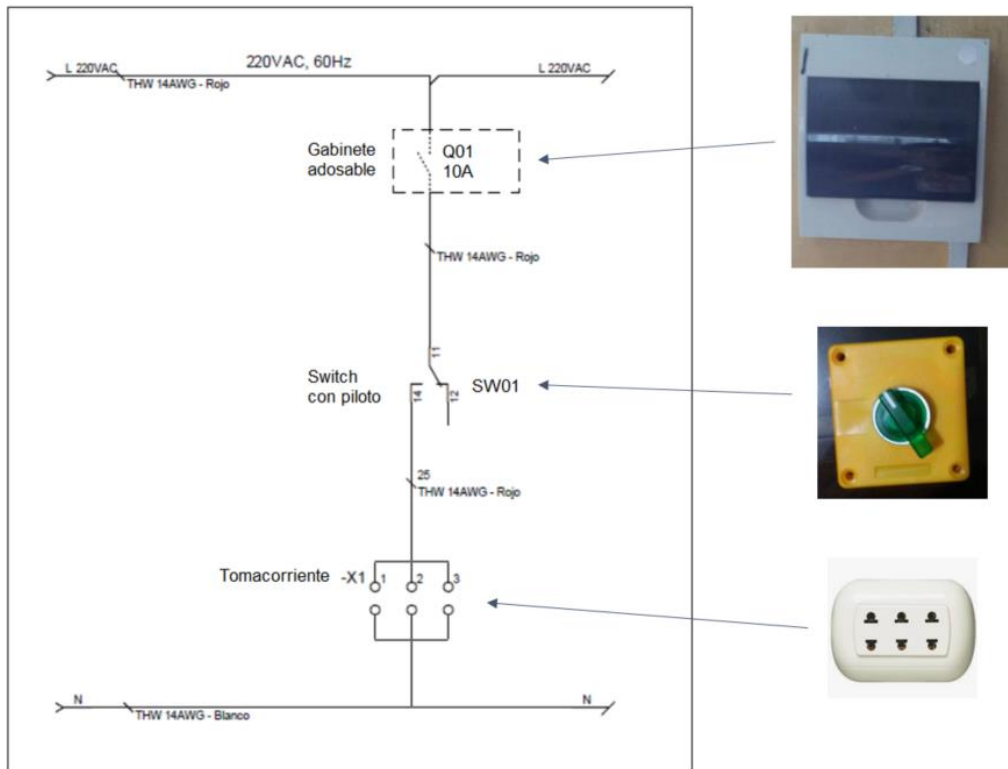 220VAC, 60Hz
L 220VAC
L 220VAC
THW 14AWG - Rojo
Gabinete
adosable
Q01
10A
THW 14AWG - Rojo
11
Switch
con piloto
14
12
SW01
25
THW 14AWG - Rojo
Tomacorriente
-X1
1
2
3
N
N
THW 14AWG - Blanco